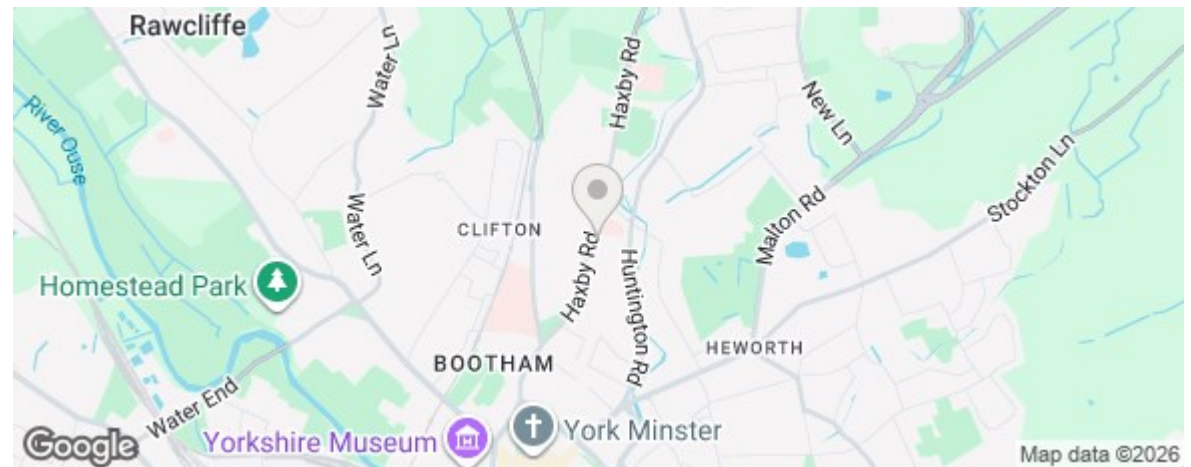 Rawcliffe
Water Ln
Haxby Rd
New Ln
River Ouse
Stockton Ln
Malton Rd
Water Ln
CLIFTON
Haxby Rd
Huntington Rd
Homestead Park
HEWORTH
BOOTHAM
Water End
York Minster
Yorkshire Museum
Google
Map data ©2026